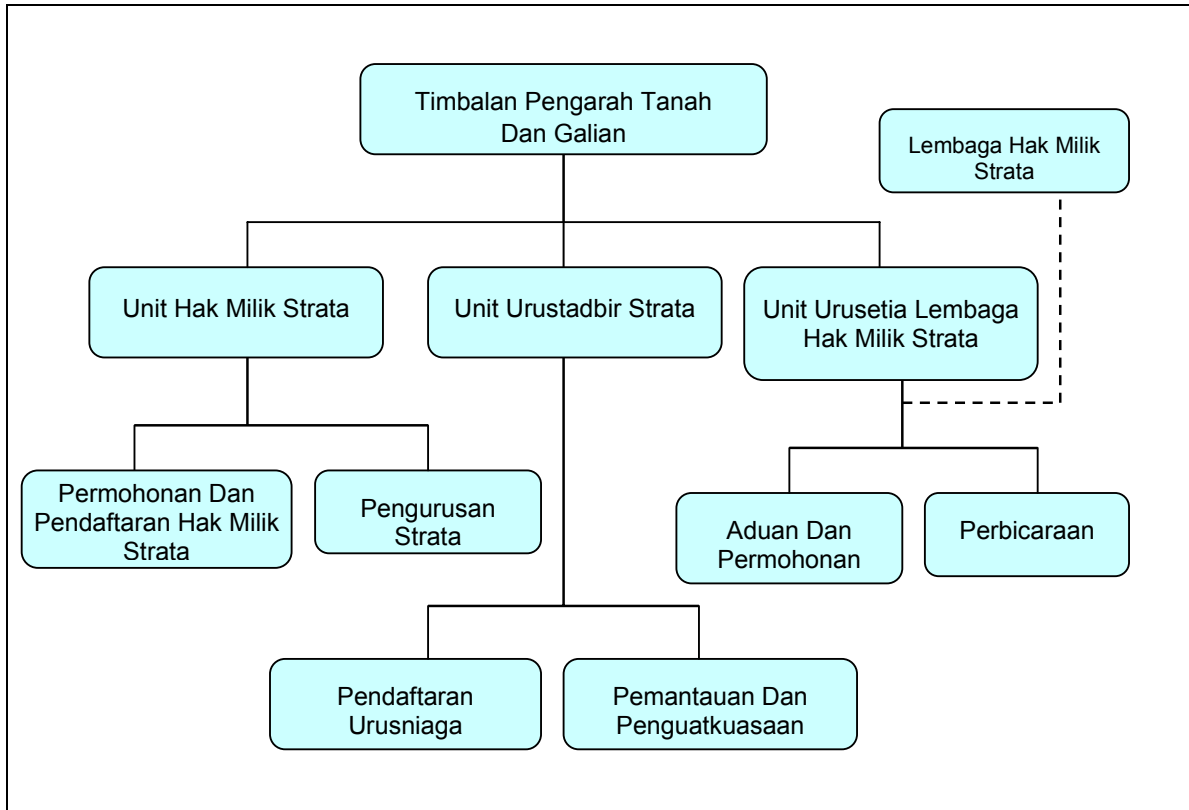 Timbalan Pengarah Tanah
Dan Galian
Lembaga Hak Milik
Strata
Unit Hak Milik Strata
Unit Urustadbir Strata
Unit Urusetia Lembaga
Hak Milik Strata
Permohonan Dan
Pendaftaran Hak Milik
Strata
Pengurusan
Strata
Aduan Dan
Permohonan
Perbicaraan
Pendaftaran
Urusniaga
Pemantauan Dan
Penguatkuasaan